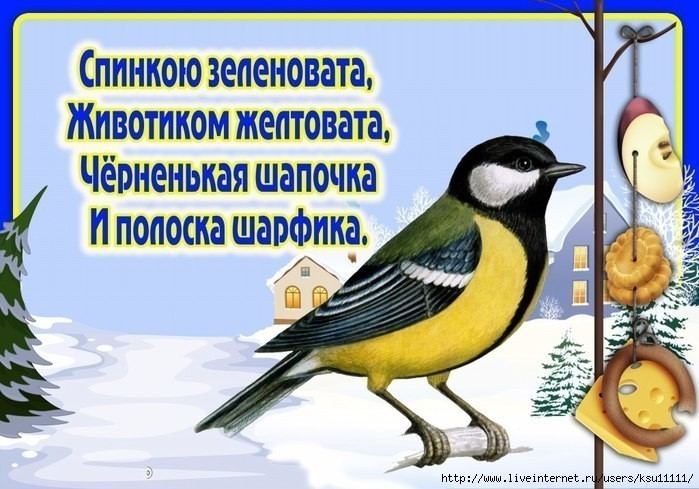 Спинкою зеленовата,
Животиком желтовата,
Чёрненькая шапочка
И полоска шарфика.
http://www.liveinternet.ru/users/ksu11111/